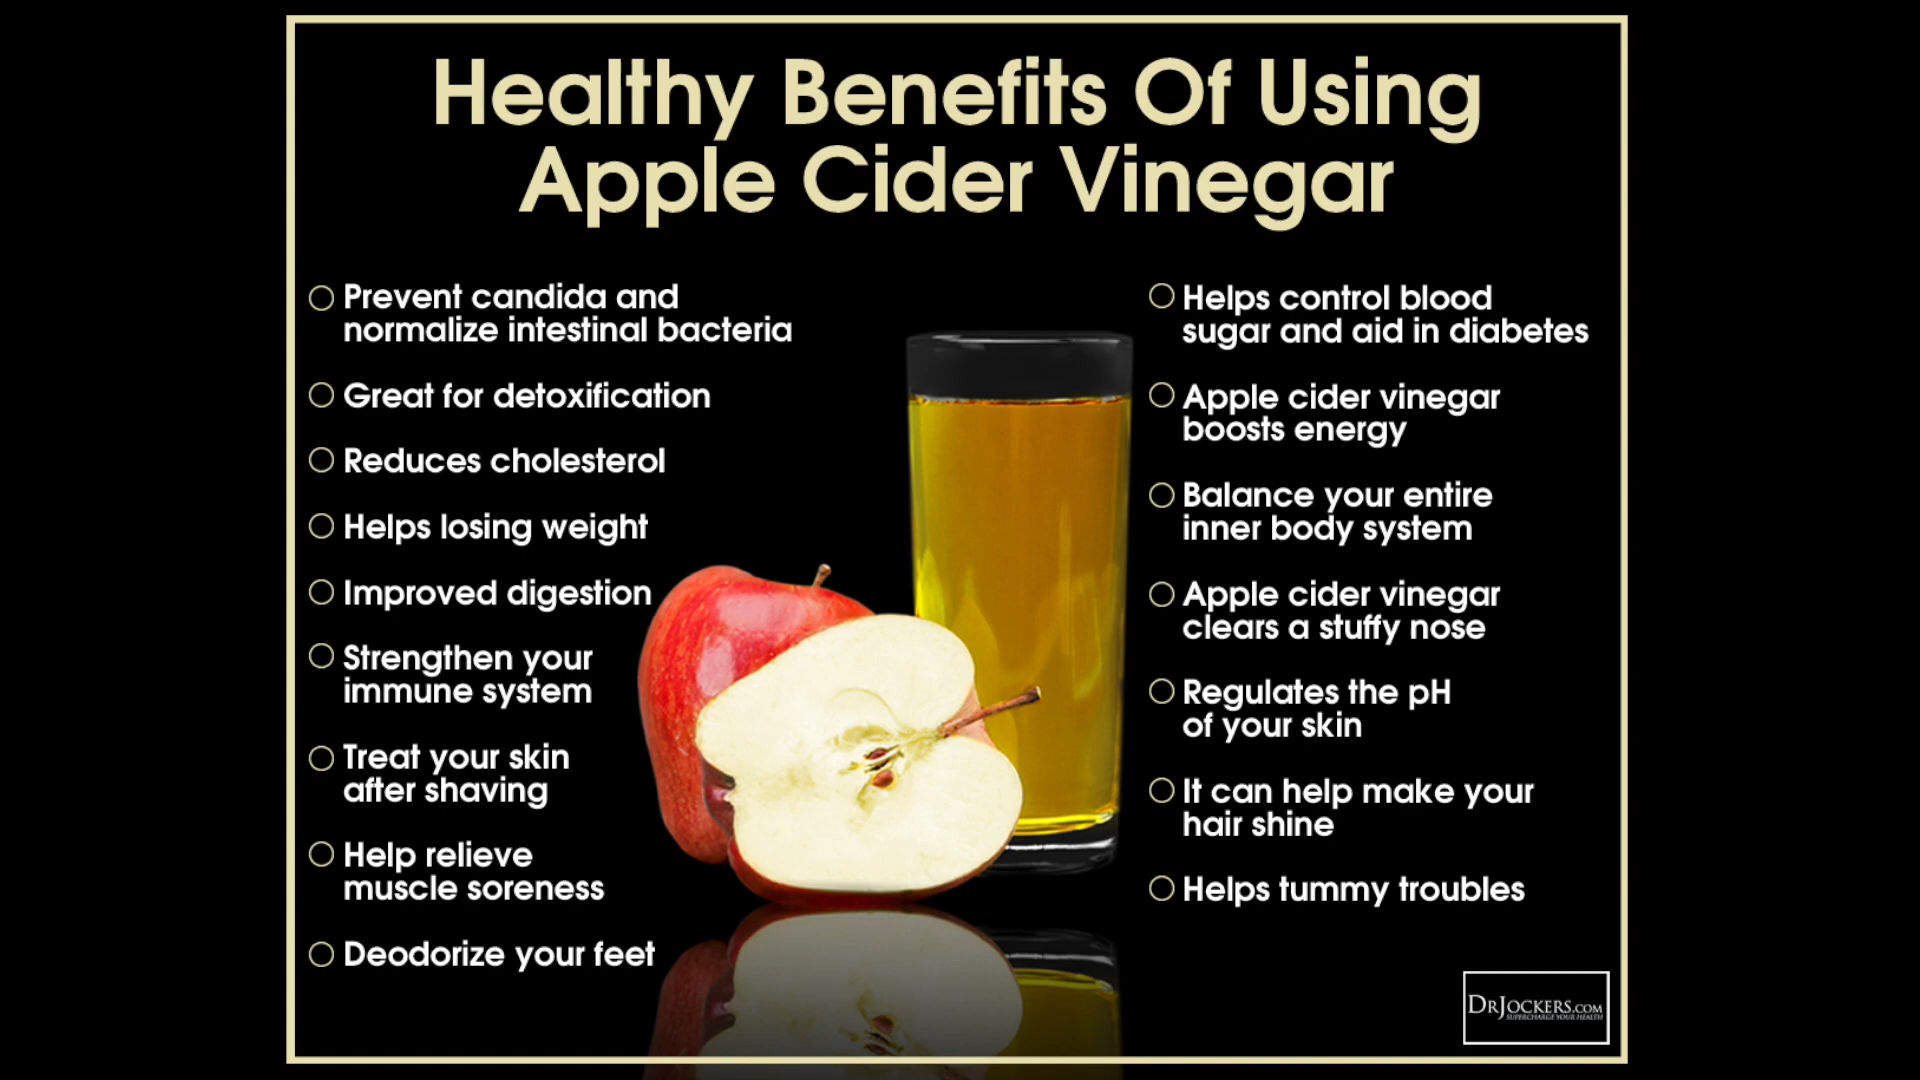 Healthy Benefits Of Using
Apple Cider Vinegar
Prevent candida and
normalize intestinal bacteria
Great for detoxification
Reduces cholesterol
Helps losing weight
Improved digestion
Strengthen your
immune system
Treat your skin
after shaving
Help relieve
muscle soreness
Deodorize your feet
Helps control blood
sugar and aid in diabetes
Apple cider vinegar
boosts energy
Balance your entire
inner body system
Apple cider vinegar
clears a stuffy nose
Regulates the pH
of your skin
It can help make your
hair shine
Helps tummy troubles
DRJOCKERS.COM
SUPERCHARGE YOUR HEALTH